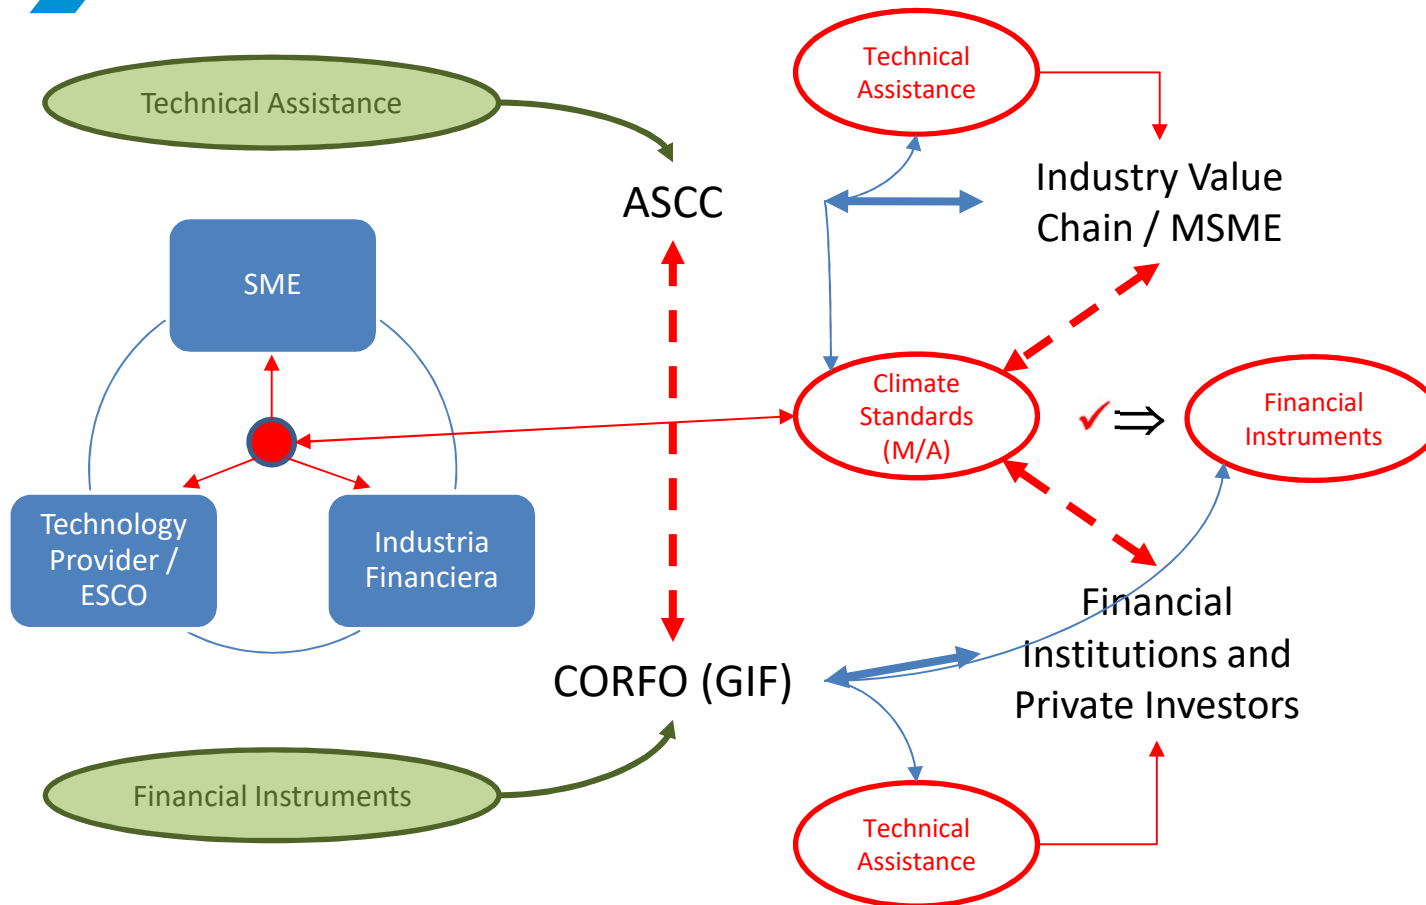 Technical Assistance
Technical
Assistance
ASCC
Industry Value
Chain / MSME
SME
Climate
Standards
(M/A)
Financial
Instruments
Technology
Provider /
ESCO
Industria
Financiera
CORFO (GIF)
Financial
Institutions and
Private Investors
Financial Instruments
Technical
Assistance